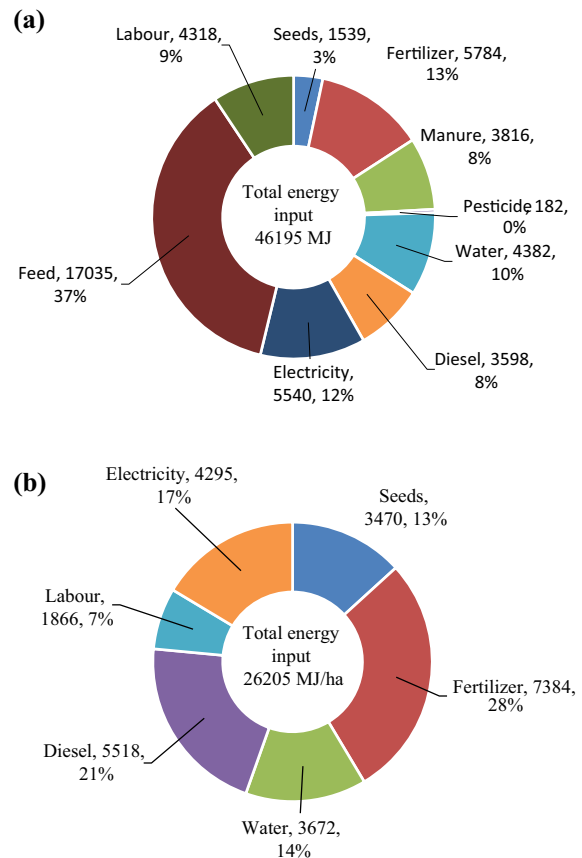 (a)
Labour, 4318,
9%
Seeds, 1539,
3%
Fertilizer, 5784,
13%
Manure, 3816,
8%
Pesticide 182,
0%
Water, 4382,
10%
Diesel, 3598,
8%
Electricity,
5540, 12%
Feed, 17035,
37%
Total energy
input
46195 MJ
(b)
Electricity, 4295,
17%
Seeds,
3470, 13%
Labour,
1866, 7%
Fertilizer, 7384,
28%
Diesel, 5518,
21%
Water, 3672,
14%
Total energy
input
26205 MJ/ha